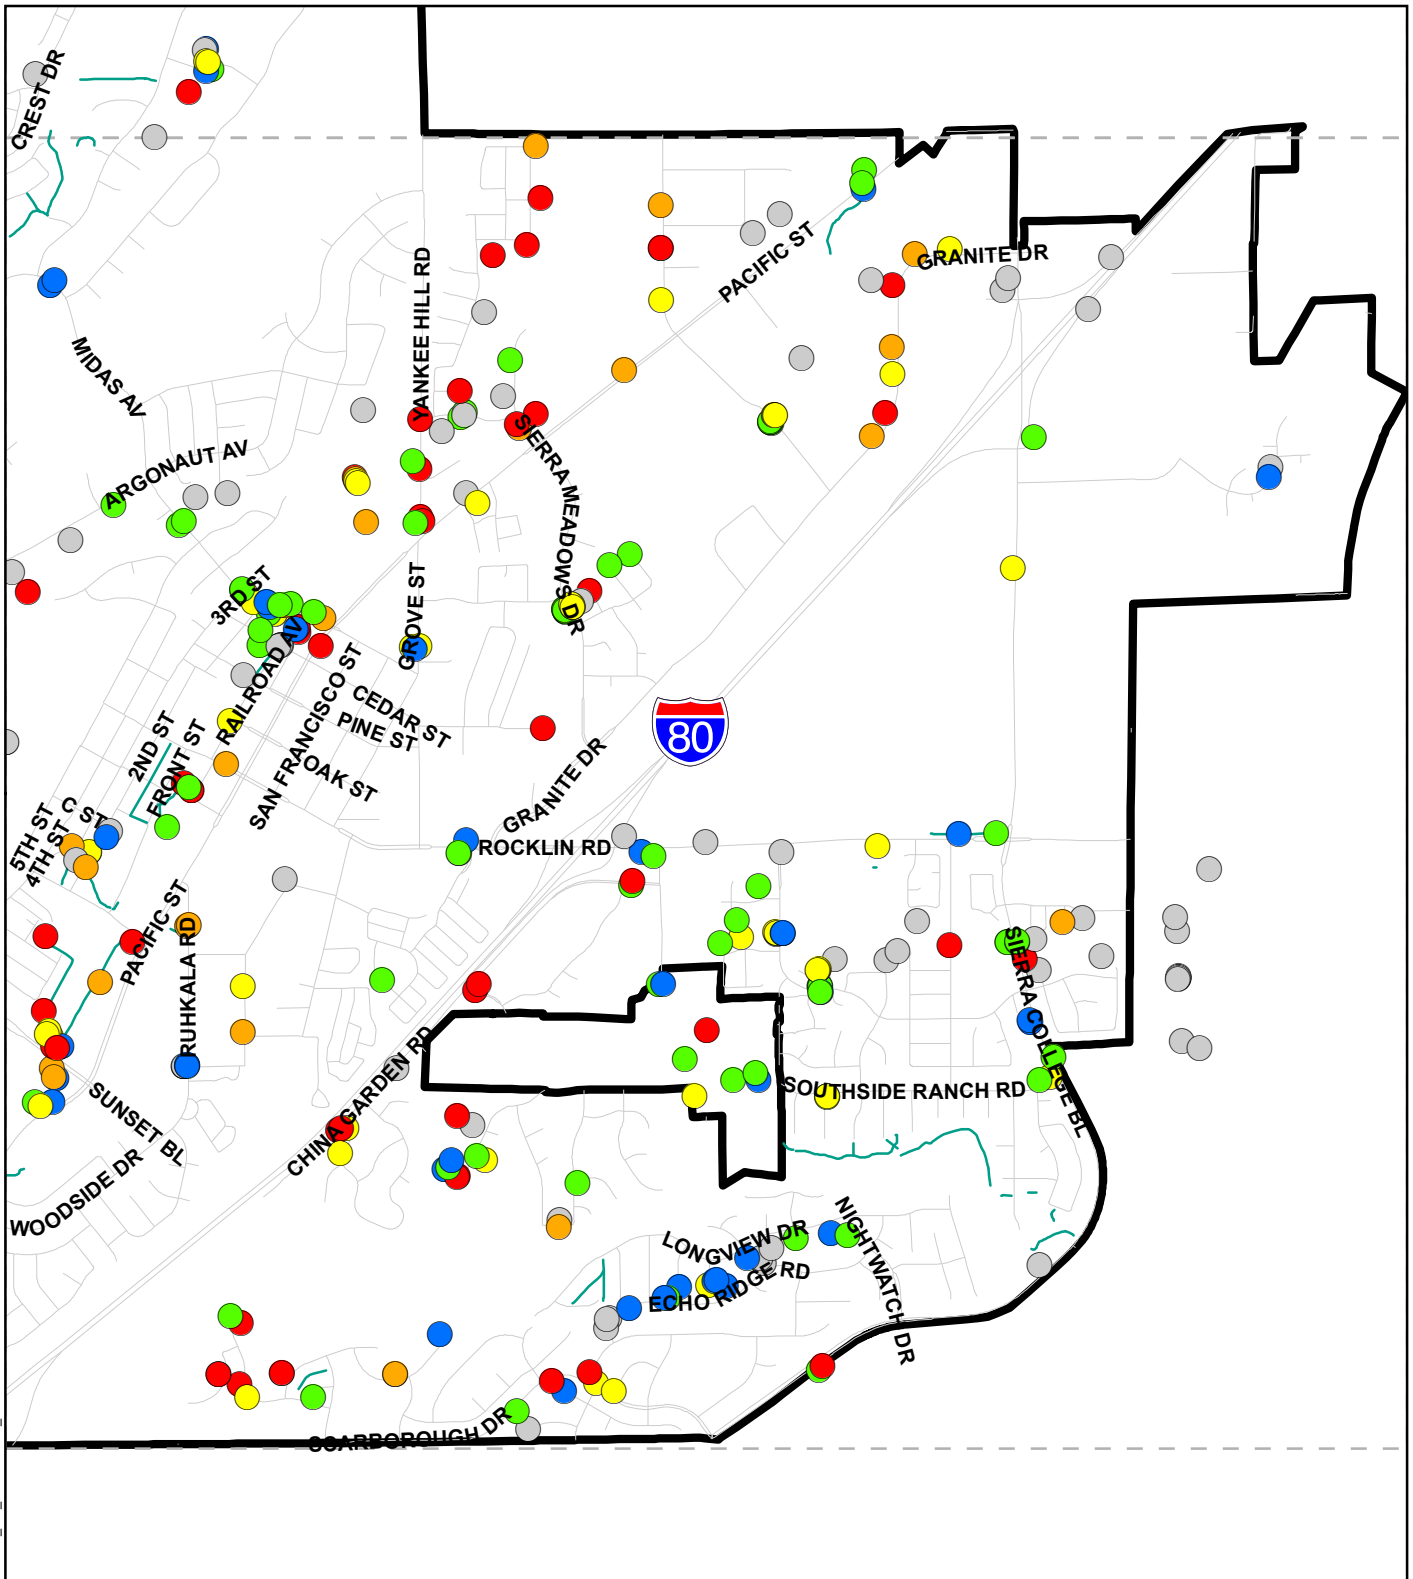 CREST DR
YANKEE HILL RD
PACIFIC ST
GRANITE DR
MIDAS AV
ARGONAUT AV
SIERRA MEADOWS DR
3RD ST
GROVE ST
RAILROAD AV
SAN FRANCISCO ST
CEDAR ST
PINE ST
OAK ST
2ND ST
FRONT ST
80
GRANITE DR
C ST
5TH ST
4TH ST
ROCKLIN RD
PACIFIC ST
RUHKALA RD
SIERRA COLLEGE BL
CHINA GARDEN RD
SUNSET BL
SOUTHSIDE RANCH RD
WOODSIDE DR
LONGVIEW DR
NIGHTWATCH DR
ECHO RIDGE RD
SCARBOROUGH DR